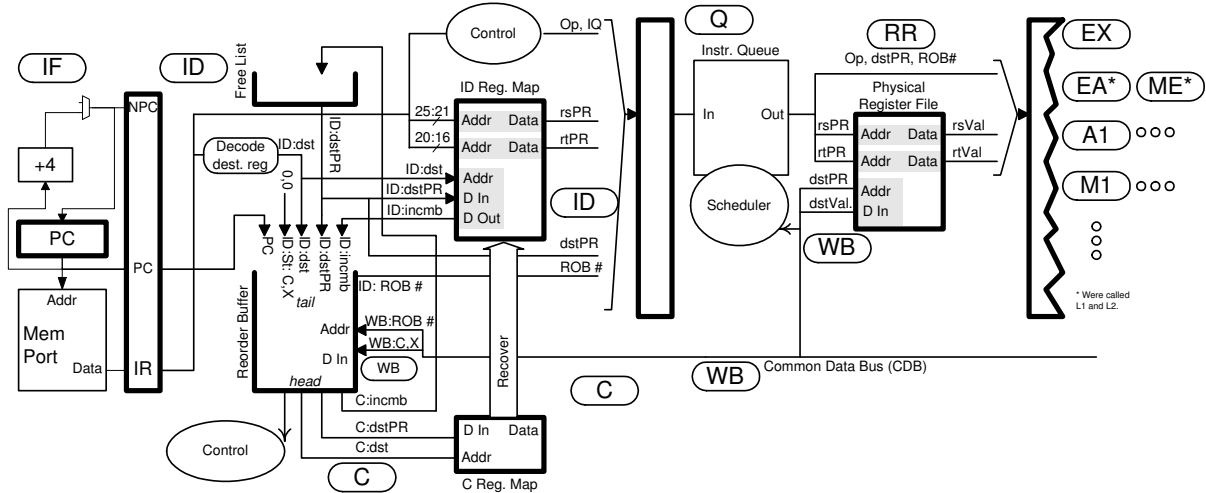 IF
ID
Free List
Control
Op, IQ
Q
Instr. Queue
RR
Op, dstPR, ROB#
EX
EA*
ME*
NPC
+4
PC
Addr
Mem
Port
Data
PC
IR
Decode
dest. reg
ID:dst
0,0
ID:dstPR
25:21
20:16
ID Reg. Map
Addr
Data
rsPR
Addr
Data
rtPR
ID:dst
Addr
ID:dstPR
D In
ID:incmb
D Out
ID
dstPR
ROB #
In
Out
Scheduler
WB
Physical
Register File
rsPR
Addr
Data
rsVal
rtPR
Addr
Data
rtVal
dstPR
Addr
dstVal.
D In
A1
M1
* Were called
L1 and L2.
PC
ID:St: C,X
ID:dst
ID:dstPR
ID:incmb
tail
ID: ROB #
Reorder Buffer
Addr
WB:ROB #
D In
WB:C,X
WB
head
Recover
C
WB
Common Data Bus (CDB)
C:incmb
Control
C:dstPR
C:dst
D In
Data
Addr
C
C Reg. Map